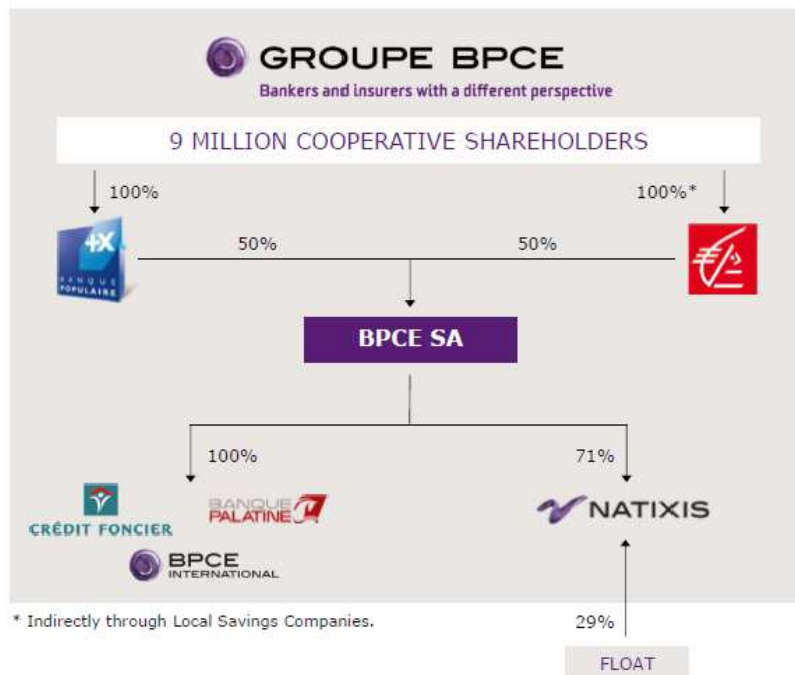 GROUPE BPCE
Bankers and insurers with a different perspective
9 MILLION COOPERATIVE SHAREHOLDERS
100%
100%*
BANQUE
POPULAIRE
50%
50%
BPCE SA
100%
71%
CRÉDIT FONCIER
BANQUE
PALATINE
NATIXIS
BPCE
INTERNATIONAL
* Indirectly through Local Savings Companies.
29%
FLOAT